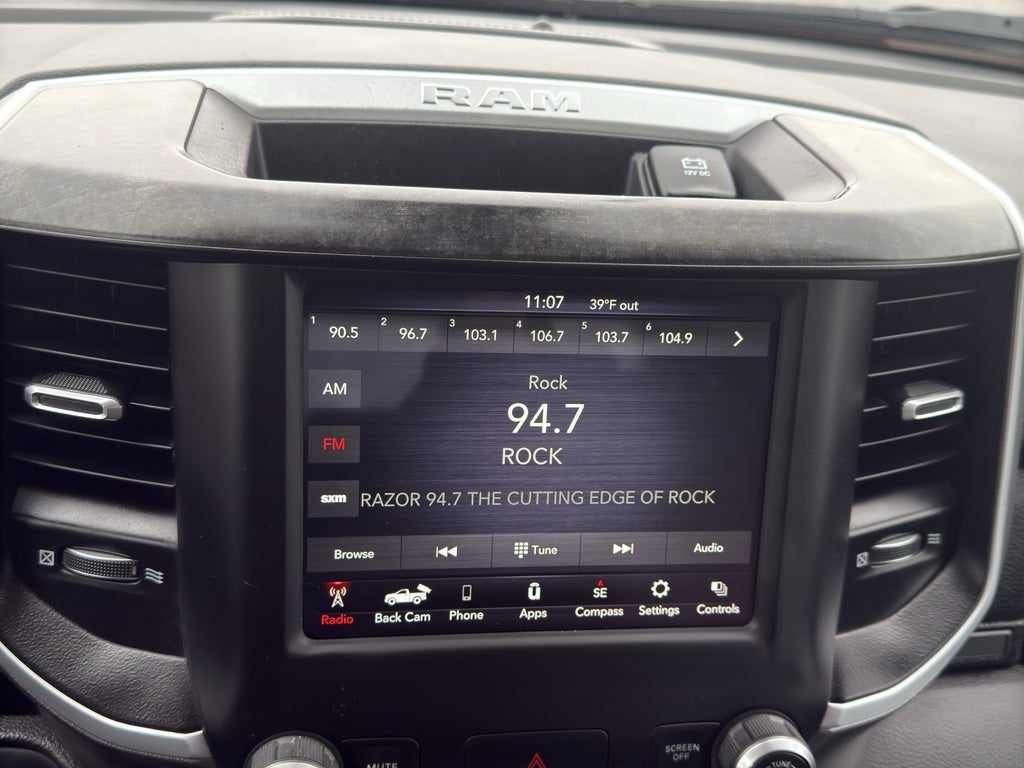 RAM
12V DC
11:07 39°F out
1 90.5 2 96.7 3 103.1 4 106.7 5 103.7 6 104.9
AM
Rock
94.7
FM
ROCK
sxm
RAZOR 94.7 THE CUTTING EDGE OF ROCK
Browse Tune Audio
Radio Back Cam Phone u Apps SE Compass Settings Controls
MUTE
SCREEN
OFF
TUNE